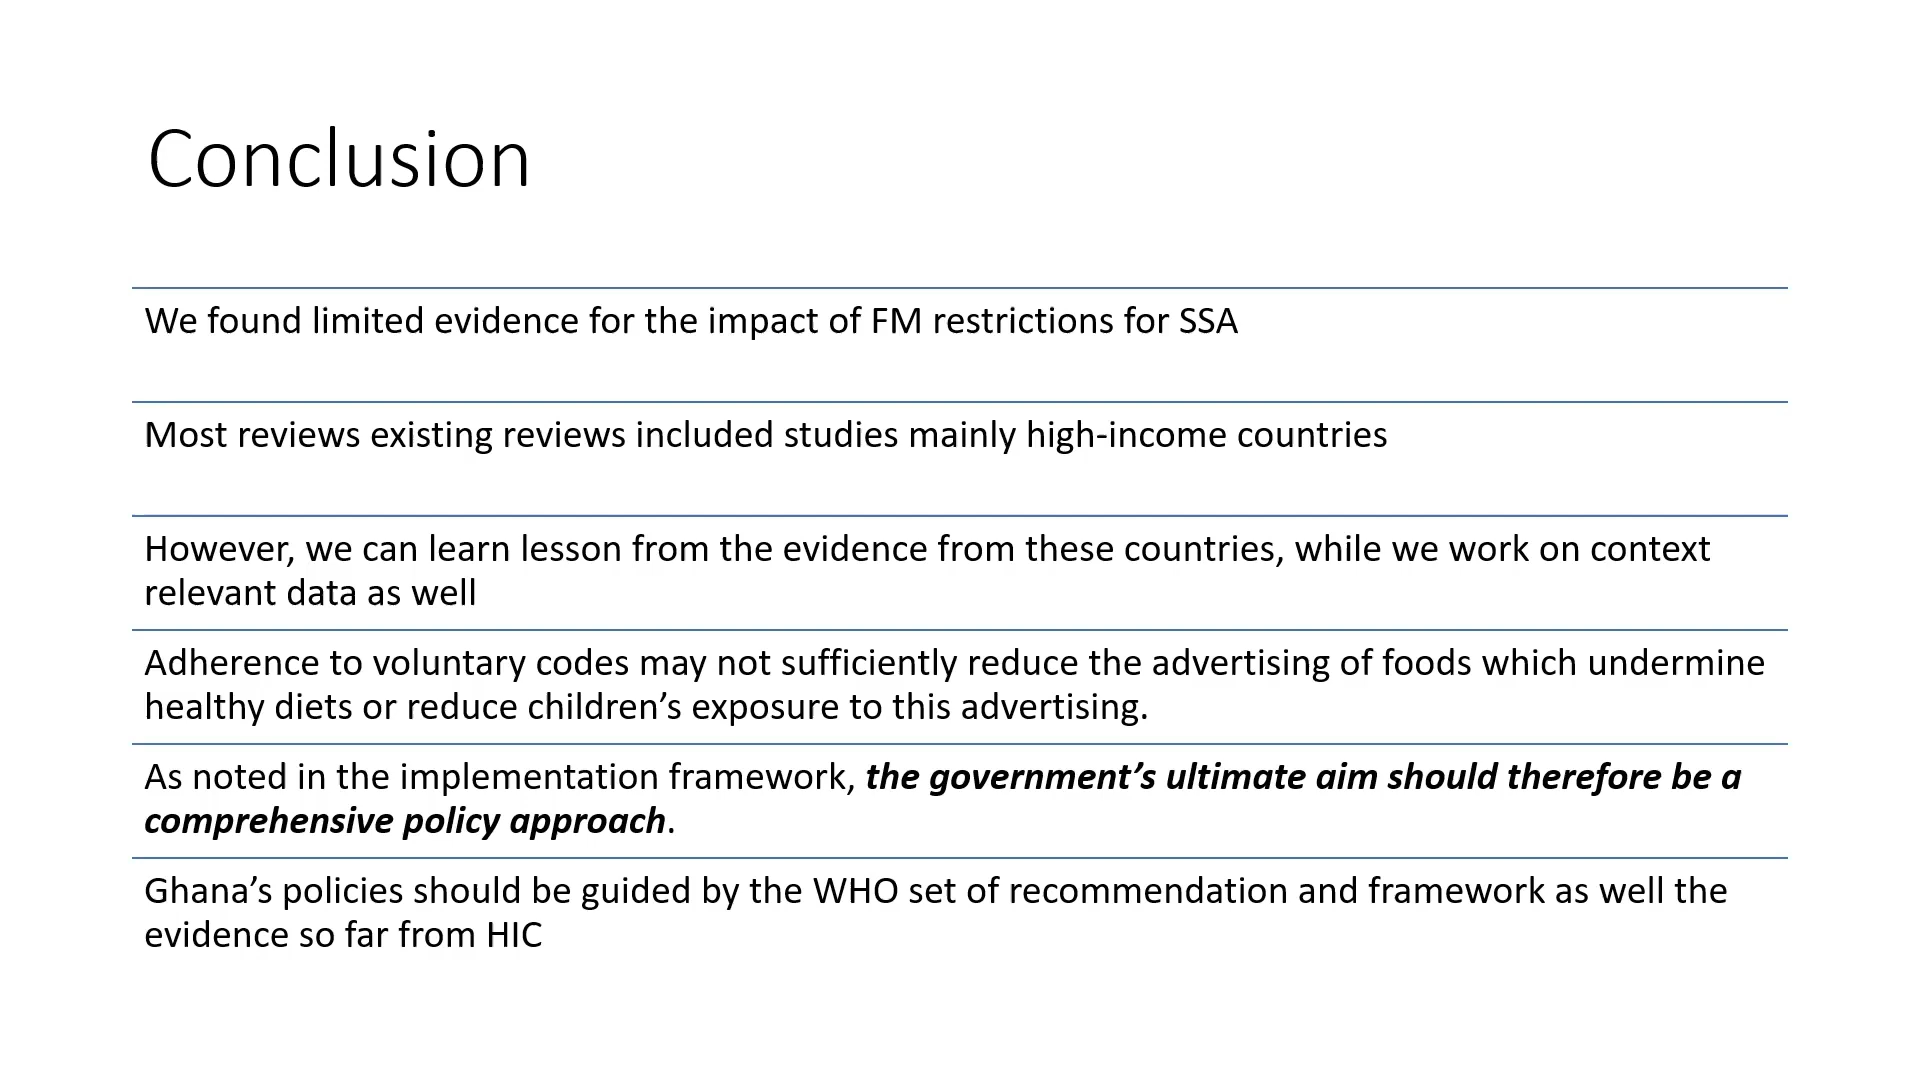 Conclusion
We found limited evidence for the impact of FM restrictions for SSA
Most reviews existing reviews included studies mainly high-income countries
However, we can learn lesson from the evidence from these countries, while we work on context
relevant data as well
Adherence to voluntary codes may not sufficiently reduce the advertising of foods which undermine
healthy diets or reduce children’s exposure to this advertising.
As noted in the implementation framework, the government’s ultimate aim should therefore be a
comprehensive policy approach.
Ghana’s policies should be guided by the WHO set of recommendation and framework as well the
evidence so far from HIC